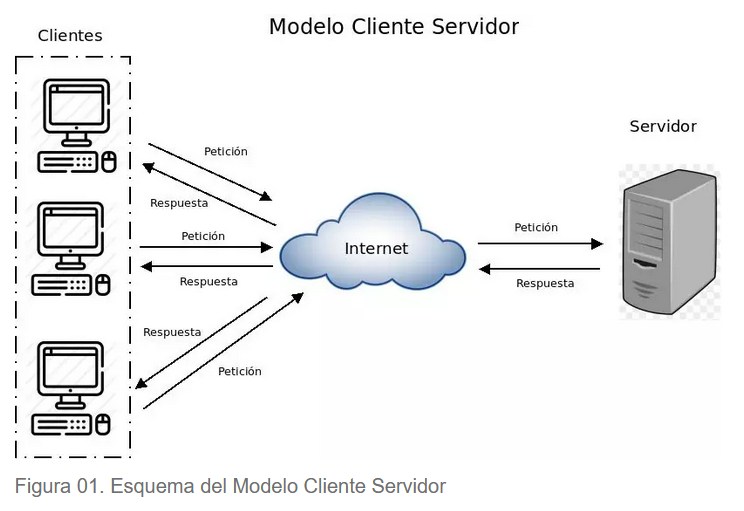 Modelo Cliente Servidor
Clientes
Servidor
Petición
Respuesta
Petición
Respuesta
Internet
Petición
Respuesta
Respuesta
Petición
Figura 01. Esquema del Modelo Cliente Servidor